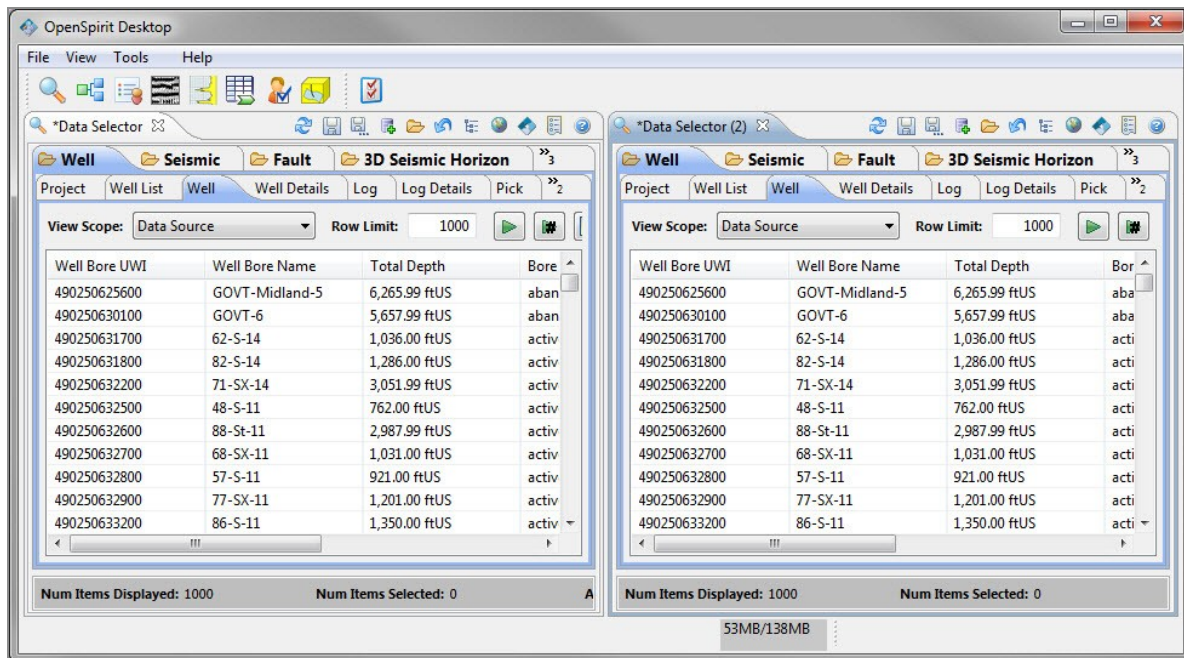 OpenSpirit Desktop
File View Tools Help
*Data Selector
Well Seismic Fault 3D Seismic Horizon »3
Project Well List Well Well Details Log Log Details Pick »2
View Scope: Data Source Row Limit: 1000
Well Bore UWI Well Bore Name Total Depth Bore
490250625600 GOVT-Midland-5 6,265.99 ftUS aban
490250630100 GOVT-6 5,657.99 ftUS aban
490250631700 62-S-14 1,036.00 ftUS activ
490250631800 82-S-14 1,286.00 ftUS activ
490250632200 71-SX-14 3,051.99 ftUS activ
490250632500 48-S-11 762.00 ftUS activ
490250632600 88-St-11 2,987.99 ftUS activ
490250632700 68-SX-11 1,031.00 ftUS activ
490250632800 57-S-11 921.00 ftUS activ
490250632900 77-SX-11 1,201.00 ftUS activ
490250633200 86-S-11 1,350.00 ftUS activ
Num Items Displayed: 1000 Num Items Selected: 0 A
*Data Selector (2)
Well Seismic Fault 3D Seismic Horizon »3
Project Well List Well Well Details Log Log Details Pick »2
View Scope: Data Source Row Limit: 1000
Well Bore UWI Well Bore Name Total Depth Bor
490250625600 GOVT-Midland-5 6,265.99 ftUS aba
490250630100 GOVT-6 5,657.99 ftUS aba
490250631700 62-S-14 1,036.00 ftUS acti
490250631800 82-S-14 1,286.00 ftUS acti
490250632200 71-SX-14 3,051.99 ftUS acti
490250632500 48-S-11 762.00 ftUS acti
490250632600 88-St-11 2,987.99 ftUS acti
490250632700 68-SX-11 1,031.00 ftUS acti
490250632800 57-S-11 921.00 ftUS acti
490250632900 77-SX-11 1,201.00 ftUS acti
490250633200 86-S-11 1,350.00 ftUS acti
Num Items Displayed: 1000 Num Items Selected: 0
53MB/138MB